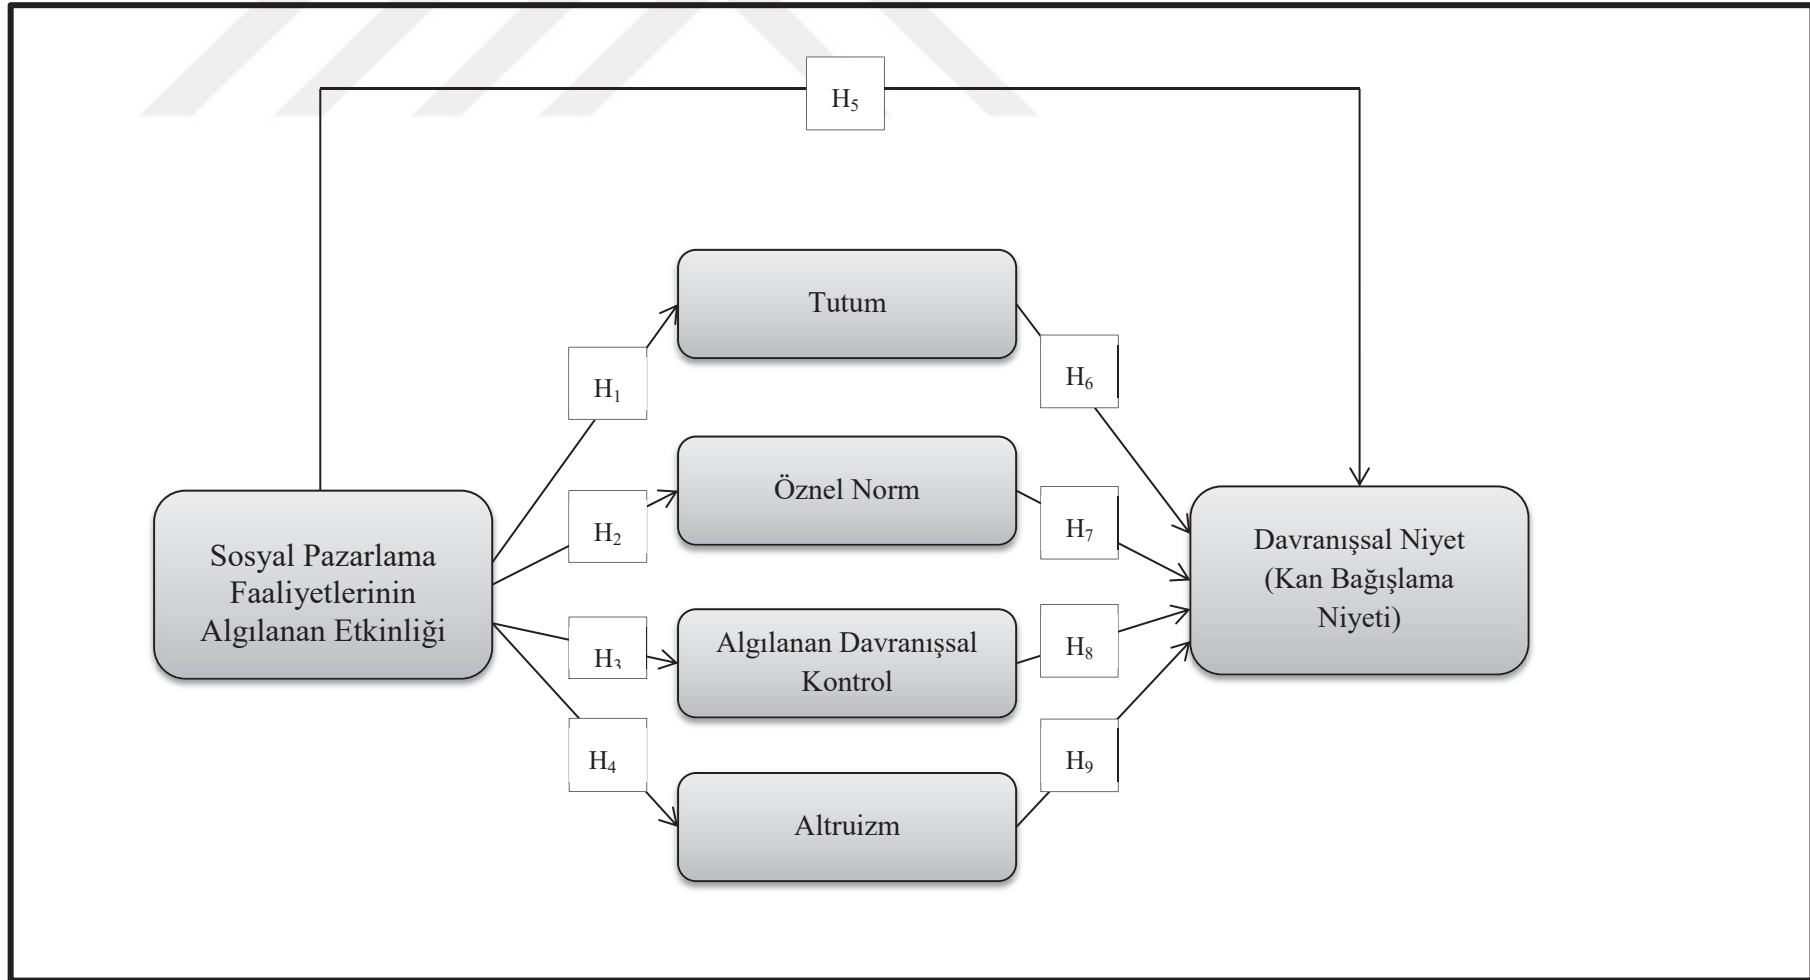 H₅
Tutum
H₁
H₆
Öznel Norm
H₂
H₇
Sosyal Pazarlama
Faaliyetlerinin
Algılanan Etkinliği
Davranışsal Niyet
(Kan Bağışlama
Niyeti)
Algılanan Davranışsal
Kontrol
H₃
H₈
H₄
H₉
Altruizm